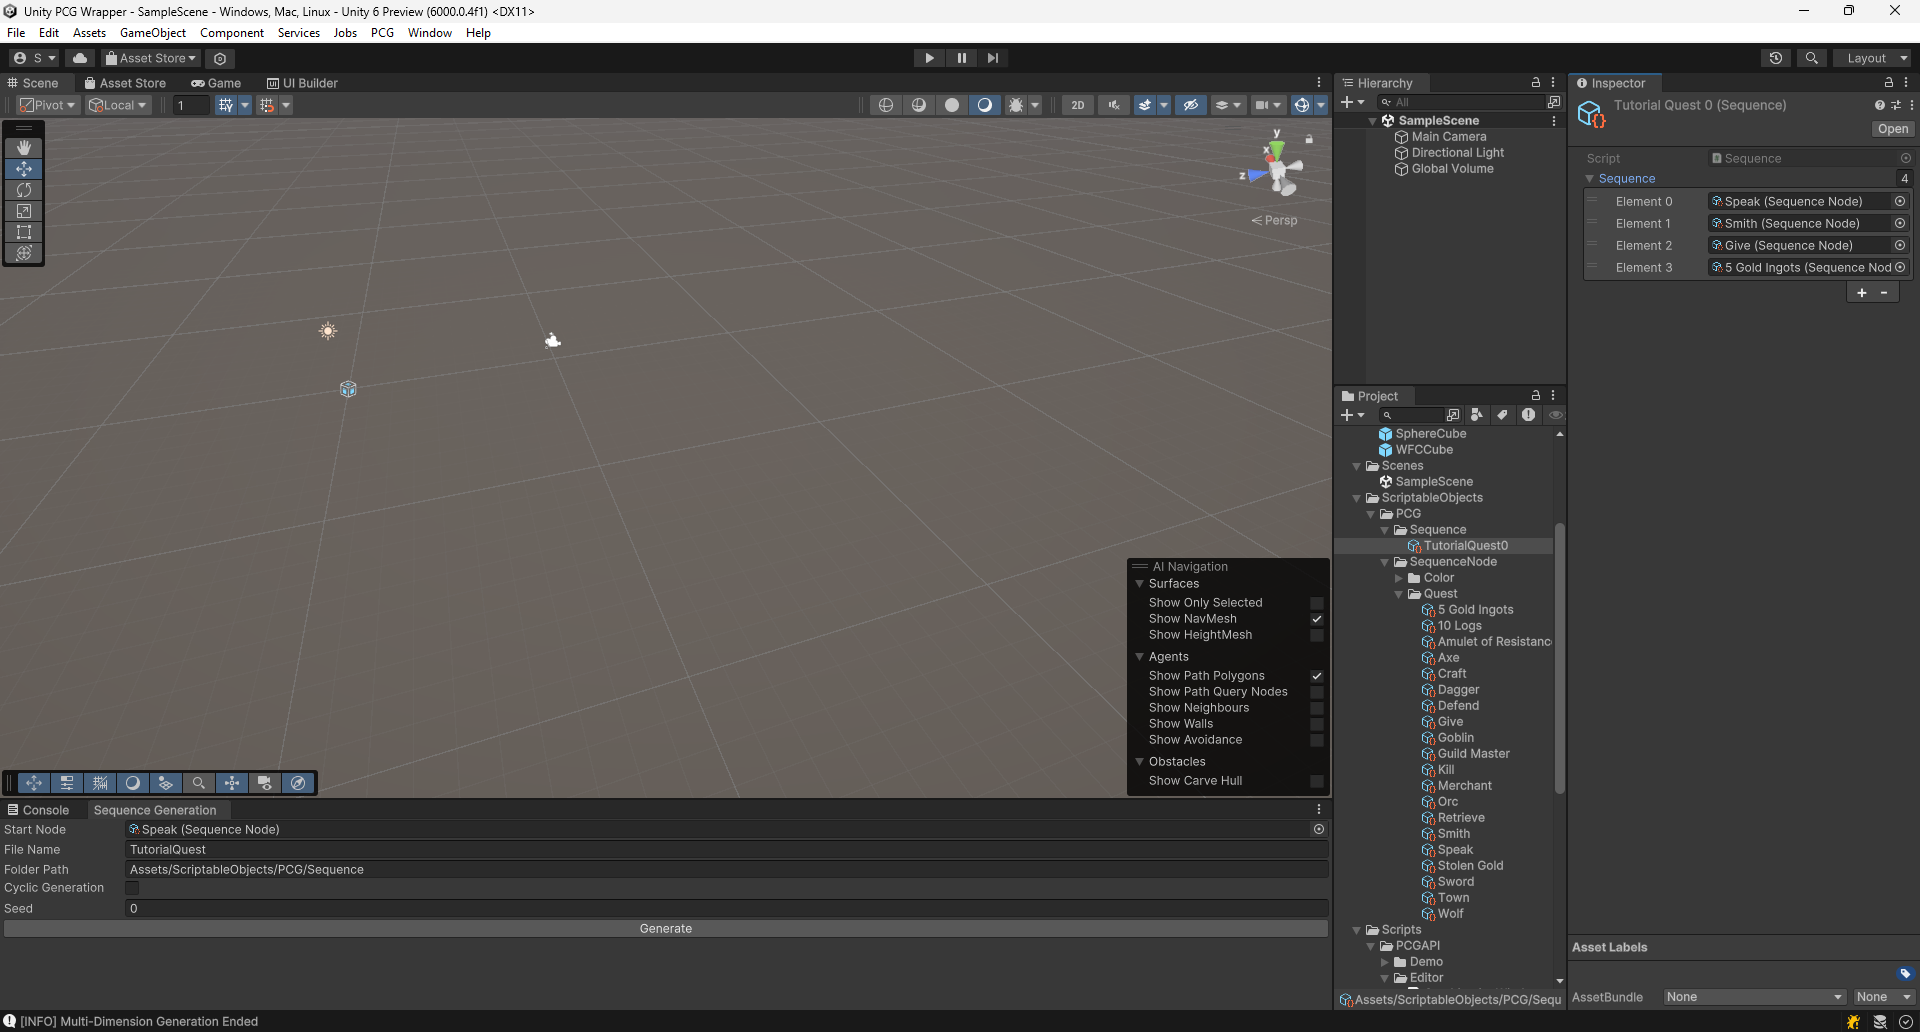 Unity PCG Wrapper - SampleScene - Windows, Mac, Linux - Unity 6 Preview (6000.0.4f1) <DX11>
File Edit Assets GameObject Component Services Jobs PCG Window Help
S Asset Store Layout
Scene Asset Store Game UI Builder
Pivot Local 1 2D
y
x
z
Persp
AI Navigation
Surfaces
Show Only Selected
Show NavMesh
Show HeightMesh
Agents
Show Path Polygons
Show Path Query Nodes
Show Neighbours
Show Walls
Show Avoidance
Obstacles
Show Carve Hull
Console Sequence Generation
Start Node Speak (Sequence Node)
File Name TutorialQuest
Folder Path Assets/ScriptableObjects/PCG/Sequence
Cyclic Generation
Seed 0
Generate
[INFO] Multi-Dimension Generation Ended
Hierarchy
All
SampleScene
Main Camera
Directional Light
Global Volume
Project
SphereCube
WFCCube
Scenes
SampleScene
ScriptableObjects
PCG
Sequence
TutorialQuest0
SequenceNode
Color
Quest
5 Gold Ingots
10 Logs
Amulet of Resistanc
Axe
Craft
Dagger
Defend
Give
Goblin
Guild Master
Kill
Merchant
Orc
Retrieve
Smith
Speak
Stolen Gold
Sword
Town
Wolf
Scripts
PCGAPI
Demo
Editor
Assets/ScriptableObjects/PCG/Sequ
Inspector
Tutorial Quest 0 (Sequence)
Open
Script Sequence
Sequence 4
Element 0 Speak (Sequence Node)
Element 1 Smith (Sequence Node)
Element 2 Give (Sequence Node)
Element 3 5 Gold Ingots (Sequence Nod
+ -
Asset Labels
AssetBundle None None